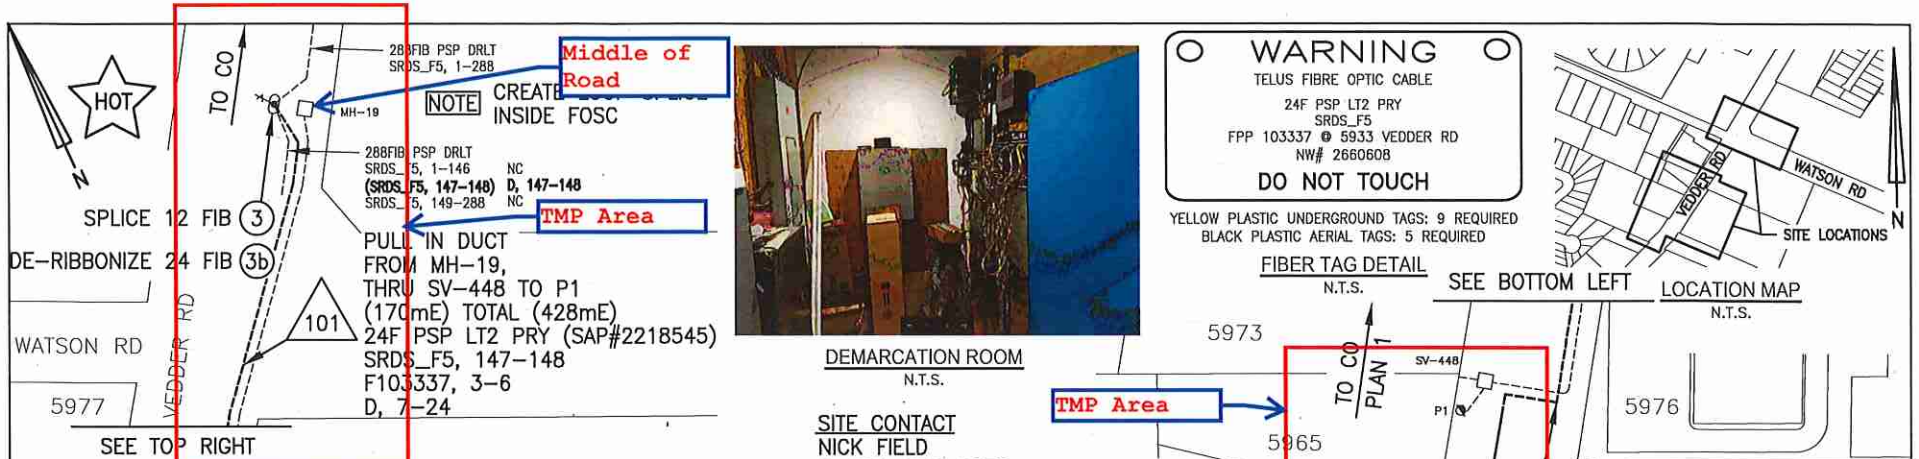 HOT
N
TO CO
288FIB PSP DRLT
SRDS_F5, 1-288
Middle of
Road
NOTE CREATE LOOP SPLICE
INSIDE FOSC
MH-19
288FIB PSP DRLT
SRDS_F5, 1-146 NC
(SRDS_F5, 147-148) D, 147-148
SRDS_F5, 149-288 NC
TMP Area
SPLICE 12 FIB 3
DE-RIBBONIZE 24 FIB 3b
PULL IN DUCT
FROM MH-19,
THRU SV-448 TO P1
(170mE) TOTAL (428mE)
24F PSP LT2 PRY (SAP#2218545)
SRDS_F5, 147-148
F103337, 3-6
D, 7-24
101
VEDDER RD
WATSON RD
5977
SEE TOP RIGHT
DEMARCATION ROOM
N.T.S.
SITE CONTACT
NICK FIELD
WARNING
TELUS FIBRE OPTIC CABLE
24F PSP LT2 PRY
SRDS_F5
FPP 103337 @ 5933 VEDDER RD
NW# 2660608
DO NOT TOUCH
YELLOW PLASTIC UNDERGROUND TAGS: 9 REQUIRED
BLACK PLASTIC AERIAL TAGS: 5 REQUIRED
FIBER TAG DETAIL
N.T.S.
VEDDER RD
WATSON RD
N
SITE LOCATIONS
LOCATION MAP
N.T.S.
SEE BOTTOM LEFT
5973
TO CO
PLAN 1
SV-448
P1
TMP Area
5965
5976